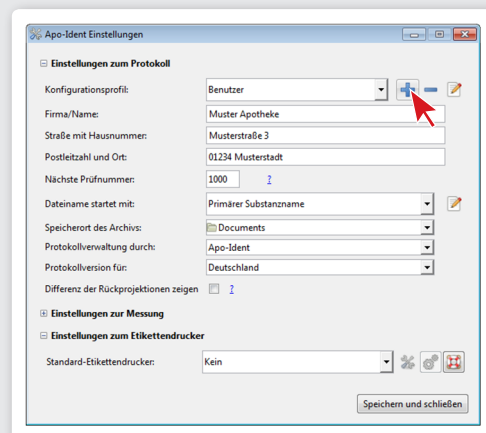 Apo-Ident Einstellungen
Einstellungen zum Protokoll
Konfigurationsprofil: Benutzer
Firma/Name: Muster Apotheke
Straße mit Hausnummer: Musterstraße 3
Postleitzahl und Ort: 01234 Musterstadt
Nächste Prüfnummer: 1000 ?
Dateiname startet mit: Primärer Substanzname
Speicherort des Archivs: Documents
Protokollverwaltung durch: Apo-Ident
Protokollversion für: Deutschland
Differenz der Rückprojektionen zeigen ?
Einstellungen zur Messung
Einstellungen zum Etikettendrucker
Standard-Etikettendrucker: Kein
Speichern und schließen